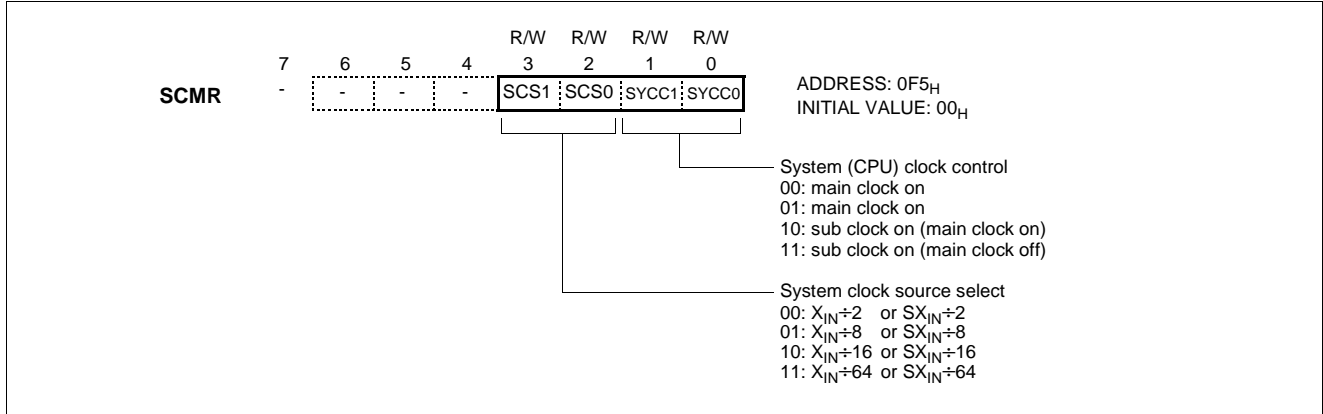 R/W R/W R/W R/W
7 6 5 4 3 2 1 0
SCMR - - - - SCS1 SCS0 SYCC1 SYCC0
ADDRESS: 0F5H
INITIAL VALUE: 00H
System (CPU) clock control
00: main clock on
01: main clock on
10: sub clock on (main clock on)
11: sub clock on (main clock off)
System clock source select
00: XIN÷2 or SXIN÷2
01: XIN÷8 or SXIN÷8
10: XIN÷16 or SXIN÷16
11: XIN÷64 or SXIN÷64